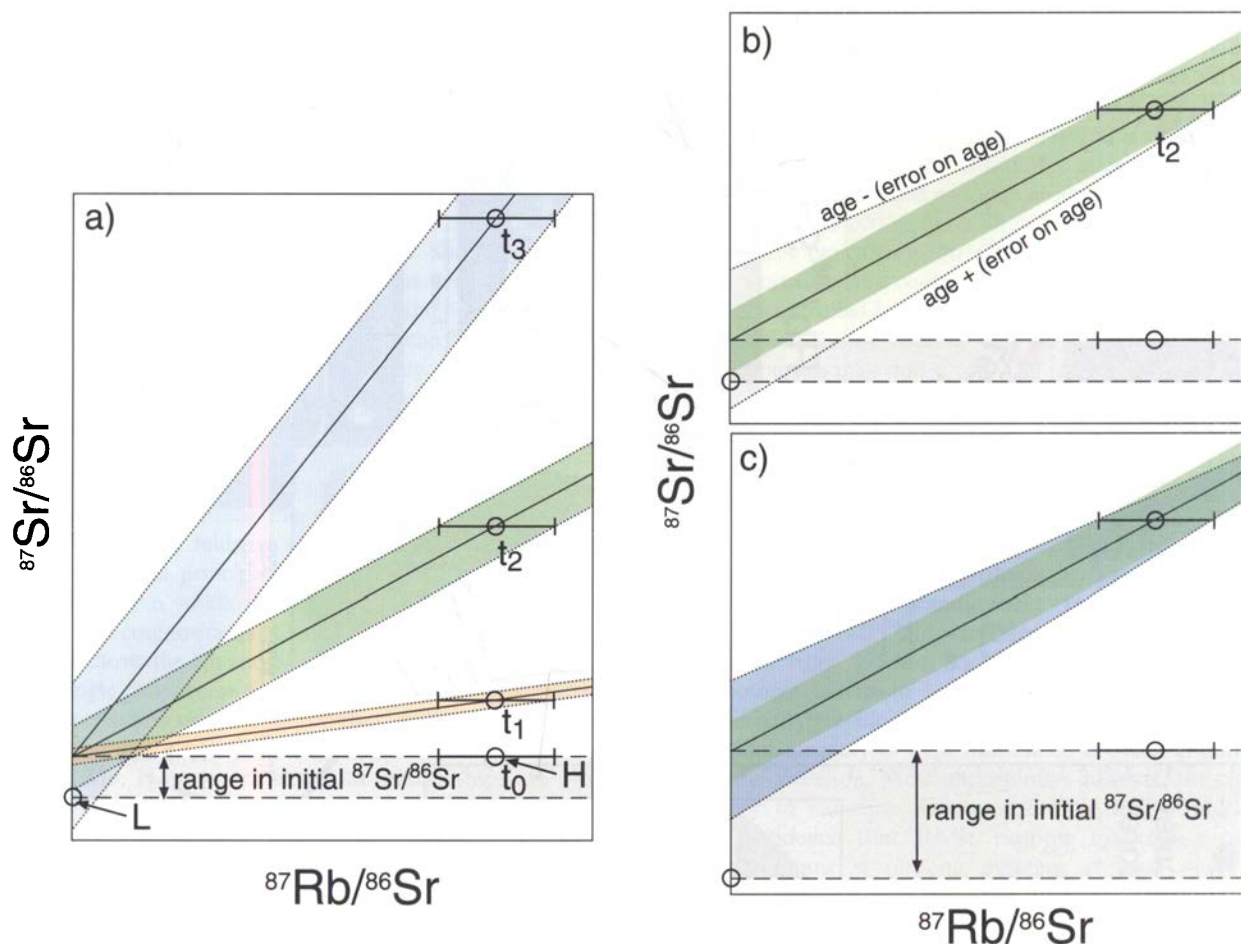 a)
t₃
t₂
t₁
t₀
H
range in initial ⁸⁷Sr/⁸⁶Sr
L
⁸⁷Sr/⁸⁶Sr
⁸⁷Rb/⁸⁶Sr
b)
t₂
age - (error on age)
age + (error on age)
⁸⁷Sr/⁸⁶Sr
c)
range in initial ⁸⁷Sr/⁸⁶Sr
⁸⁷Rb/⁸⁶Sr